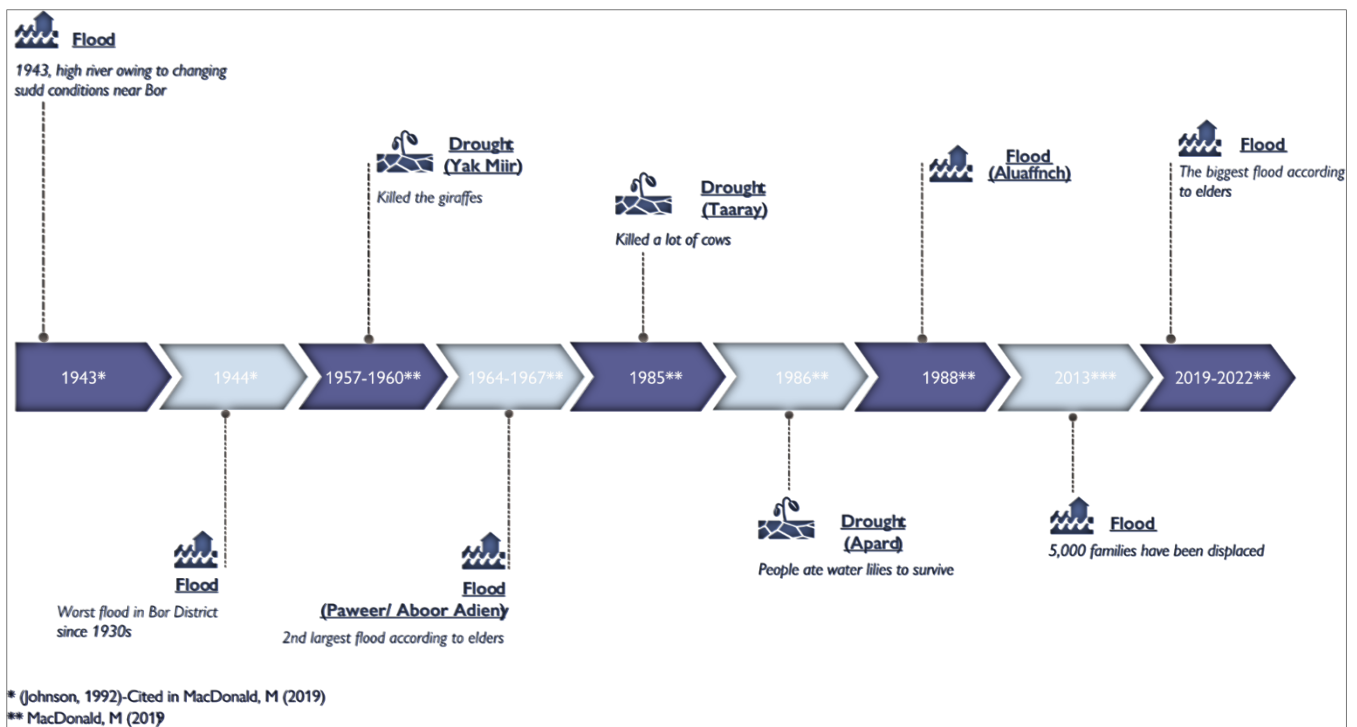 Flood
1943, high river owing to changing
sudd conditions near Bor
Drought
(Yak Miir)
Killed the giraffes
Drought
(Taaray)
Killed a lot of cows
Flood
(Aluaffnch)
Flood
The biggest flood according
to elders
1943*
1944*
1957-1960**
1964-1967**
1985**
1986**
1988**
2013***
2019-2022**
Flood
Worst flood in Bor District
since 1930s
Flood
(Paweer/ Aboor Adien)
2nd largest flood according to elders
Drought
(Apard)
People ate water lilies to survive
Flood
5,000 families have been displaced
* (Johnson, 1992)-Cited in MacDonald, M (2019)
** MacDonald, M (2019